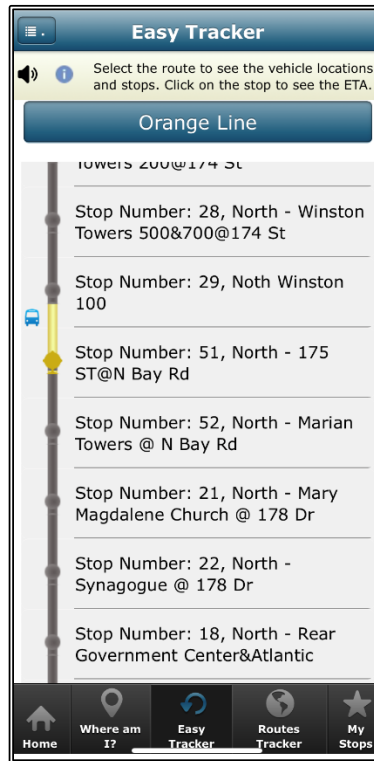 Easy Tracker
Select the route to see the vehicle locations
and stops. Click on the stop to see the ETA.
Orange Line
Towers 200@174 St
Stop Number: 28, North - Winston
Towers 500&700@174 St
Stop Number: 29, Noth Winston
100
Stop Number: 51, North - 175
ST@N Bay Rd
Stop Number: 52, North - Marian
Towers @ N Bay Rd
Stop Number: 21, North - Mary
Magdalene Church @ 178 Dr
Stop Number: 22, North -
Synagogue @ 178 Dr
Stop Number: 18, North - Rear
Government Center&Atlantic
Home
Where am
I?
Easy
Tracker
Routes
Tracker
My
Stops